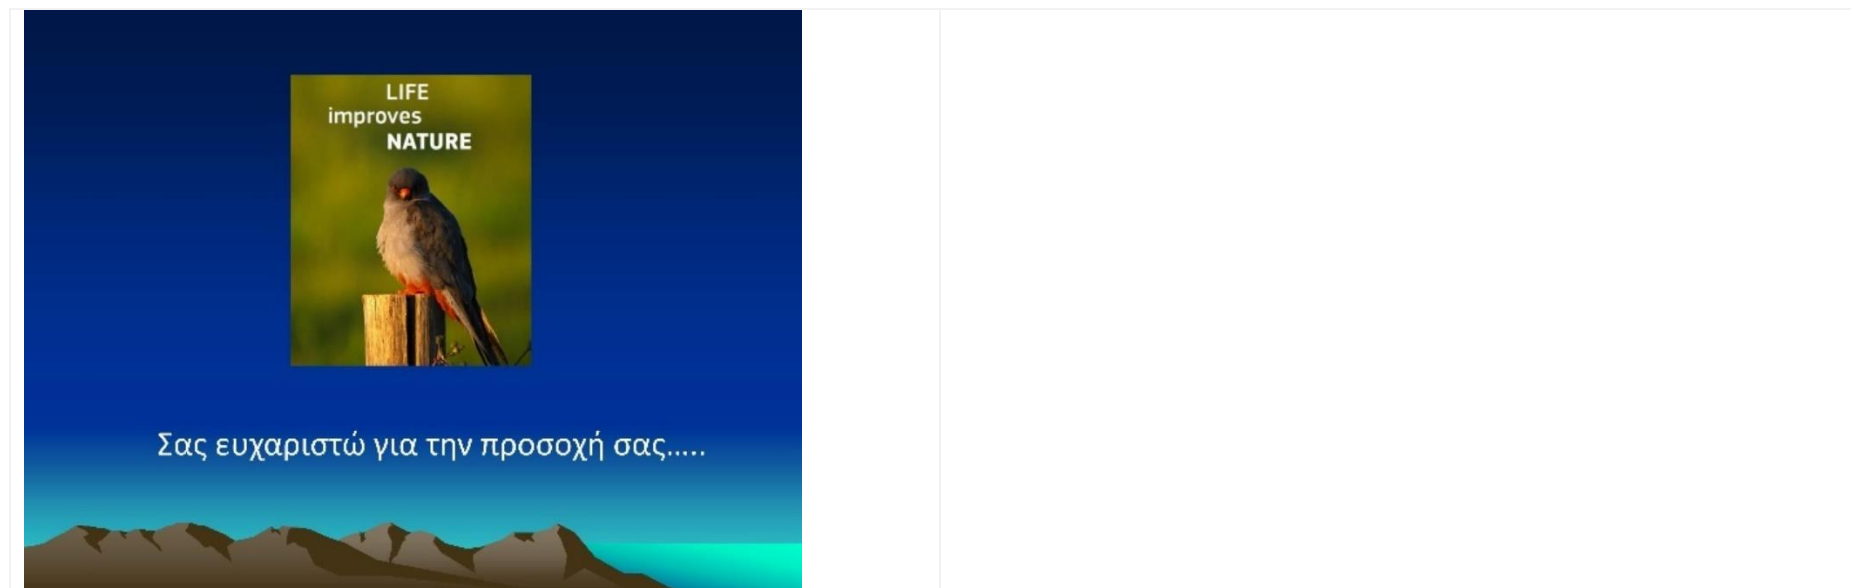 LIFE
improves
NATURE
Σας ευχαριστώ για την προσοχή σας.....